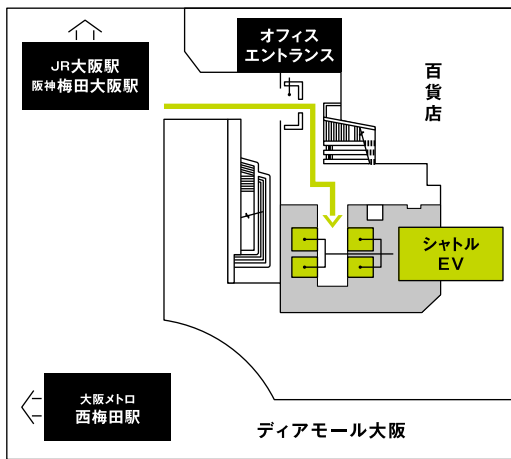 JR大阪駅
阪神梅田大阪駅
オフィス
エントランス
百貨店
シャトル
EV
大阪メトロ
西梅田駅
ディアモール大阪